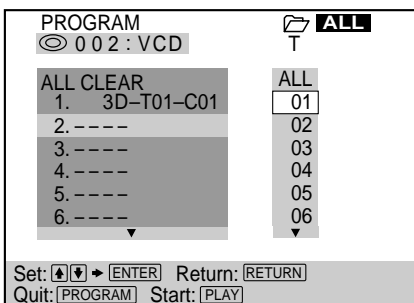 PROGRAM ALL
002:VCD T
ALL CLEAR ALL
1. 3D–T01–C01 01
2. – – – – 02
3. – – – – 03
4. – – – – 04
5. – – – – 05
6. – – – – 06
Set: ENTER Return: RETURN
Quit: PROGRAM Start: PLAY